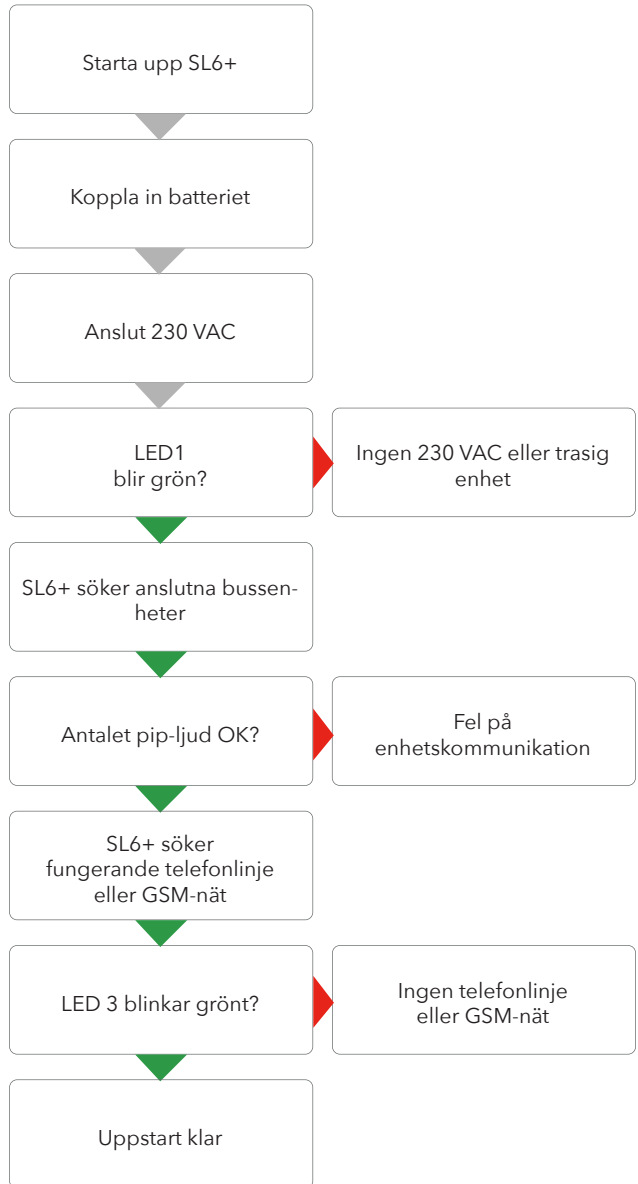 Starta upp SL6+
Koppla in batteriet
Anslut 230 VAC
LED1
blir grön?
Ingen 230 VAC eller trasig
enhet
SL6+ söker anslutna bussen-
heter
Antalet pip-ljud OK?
Fel på
enhetskommunikation
SL6+ söker
fungerande telefonlinje
eller GSM-nät
LED 3 blinkar grönt?
Ingen telefonlinje
eller GSM-nät
Uppstart klar